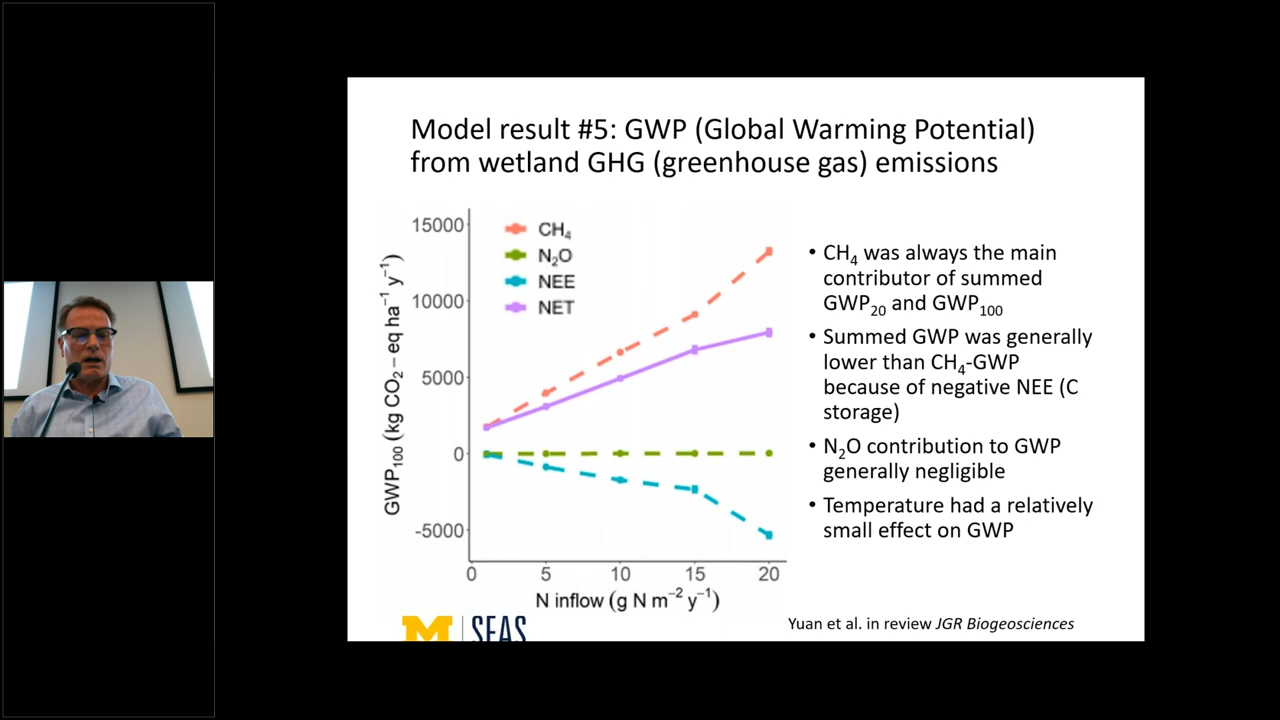 Model result #5: GWP (Global Warming Potential)
from wetland GHG (greenhouse gas) emissions
15000
10000
5000
0
-5000
GWP₁₀₀ (kg CO₂−eq ha⁻¹ y⁻¹)
CH₄
N₂O
NEE
NET
0 5 10 15 20
N inflow (g N m⁻² y⁻¹)
• CH₄ was always the main
contributor of summed
GWP₂₀ and GWP₁₀₀
• Summed GWP was generally
lower than CH₄-GWP
because of negative NEE (C
storage)
• N₂O contribution to GWP
generally negligible
• Temperature had a relatively
small effect on GWP
M SEAS
Yuan et al. in review JGR Biogeosciences